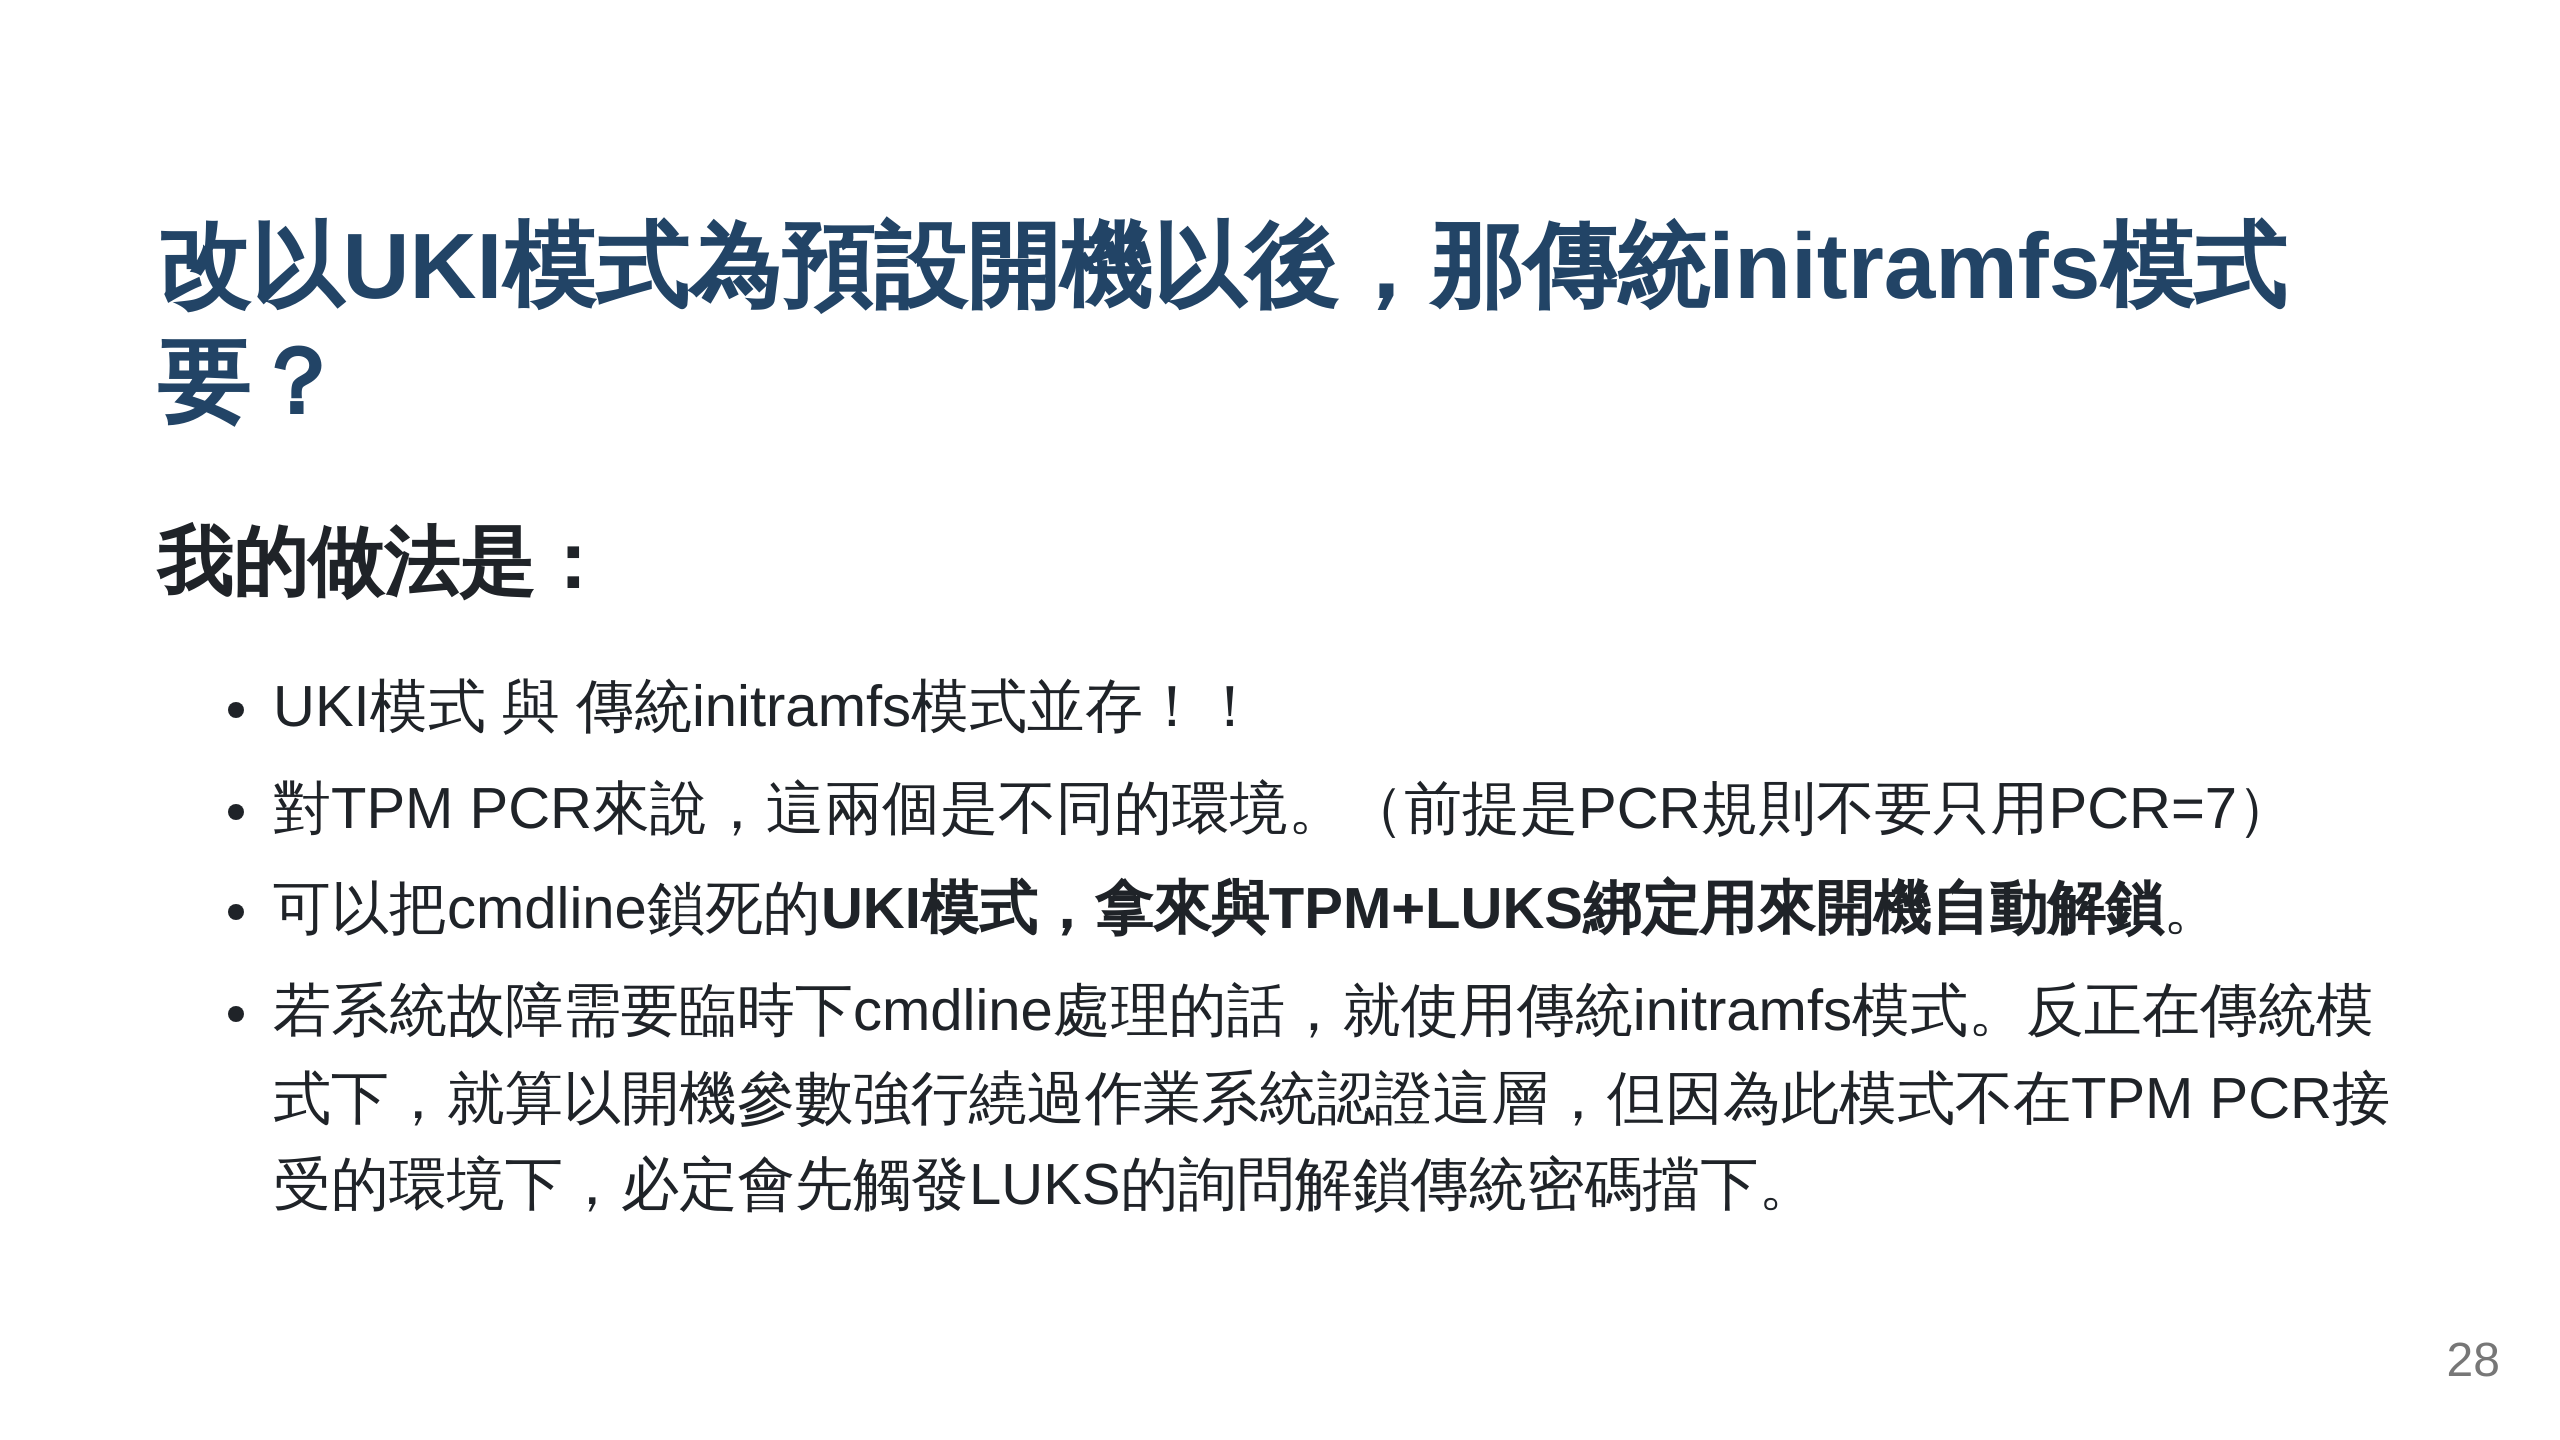 改以UKI模式為預設開機以後，那傳統initramfs模式
要？
我的做法是：
• UKI模式 與 傳統initramfs模式並存！！
• 對TPM PCR來說，這兩個是不同的環境。（前提是PCR規則不要只用PCR=7）
• 可以把cmdline鎖死的UKI模式，拿來與TPM+LUKS綁定用來開機自動解鎖。
• 若系統故障需要臨時下cmdline處理的話，就使用傳統initramfs模式。反正在傳統模
式下，就算以開機參數強行繞過作業系統認證這層，但因為此模式不在TPM PCR接
受的環境下，必定會先觸發LUKS的詢問解鎖傳統密碼擋下。
28